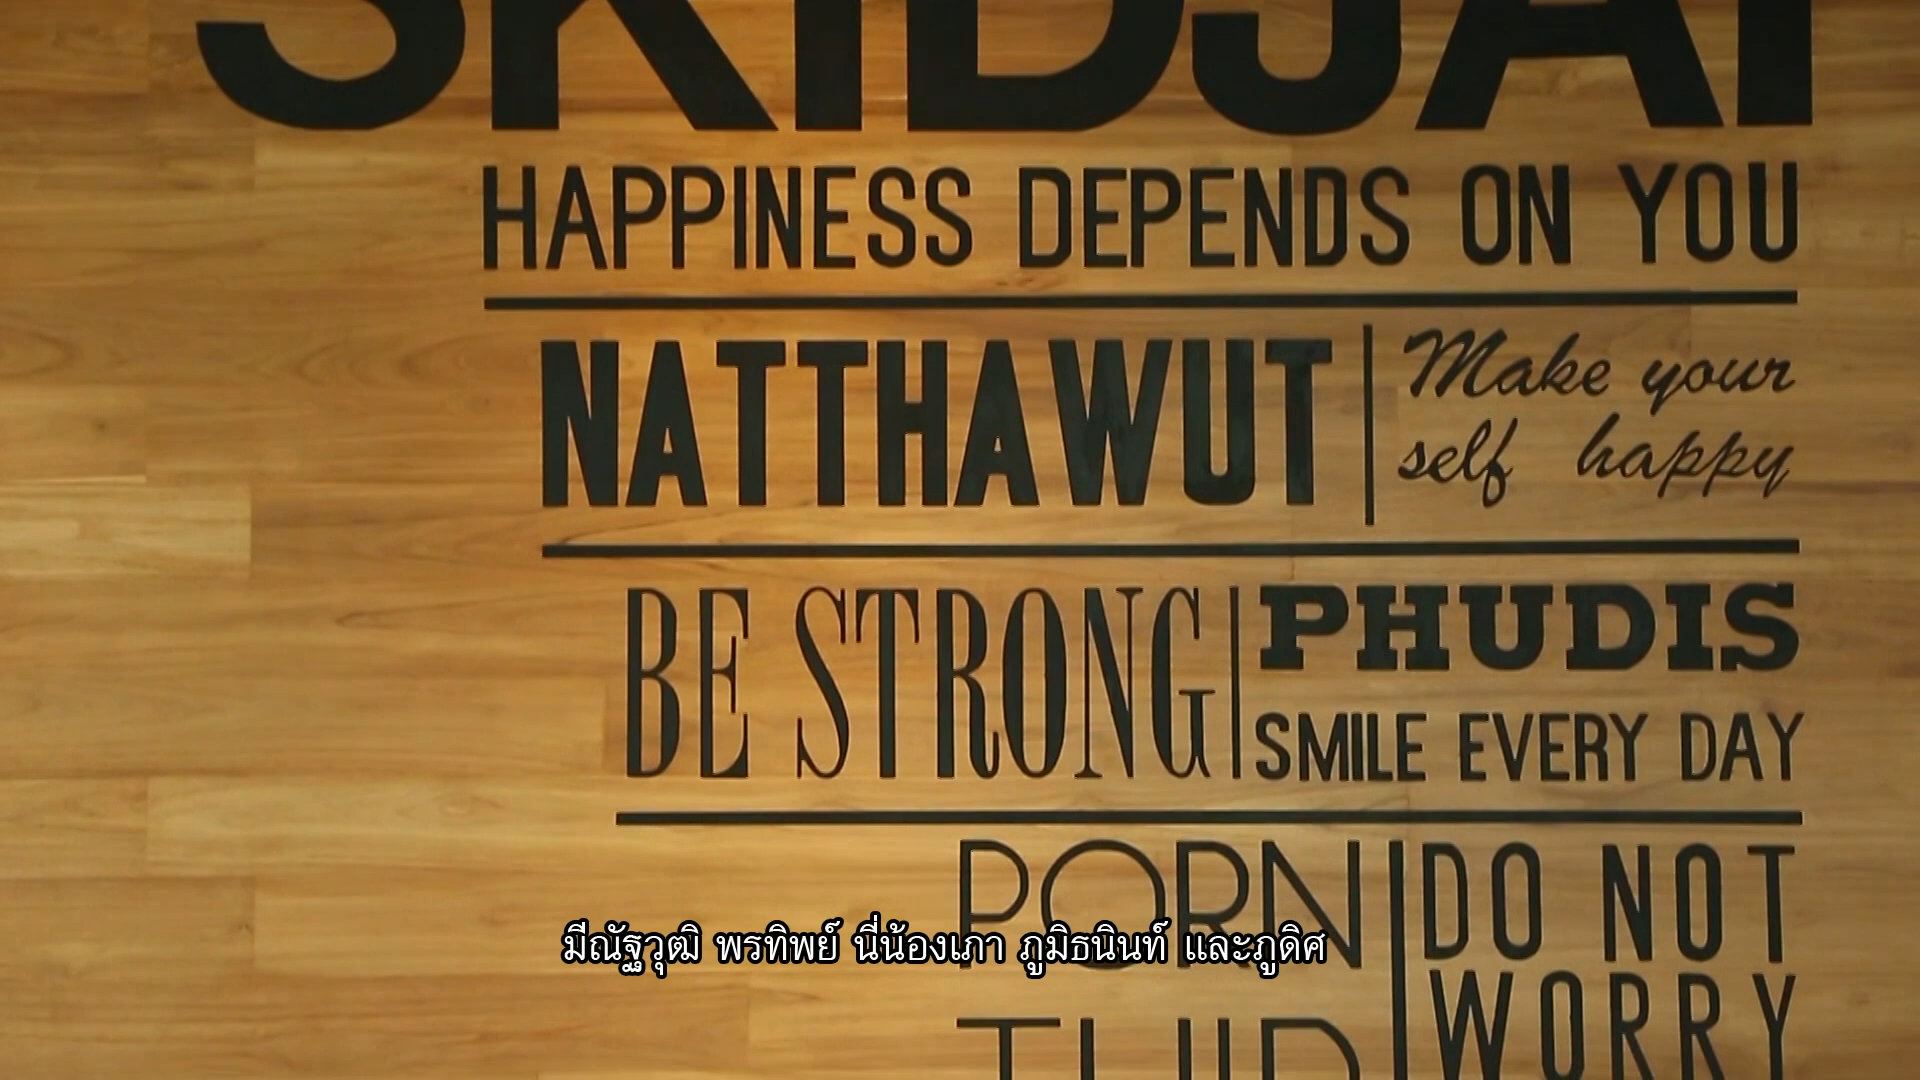 SKIDJAI
HAPPINESS DEPENDS ON YOU
NATTHAWUT
Make your
self happy
BE STRONG
PHUDIS
SMILE EVERY DAY
PORN
DO NOT
WORRY
มีณัฐวุฒิ พรทิพย์ นี่น้องเภา ภูมิธนินท์ และภูดิศ